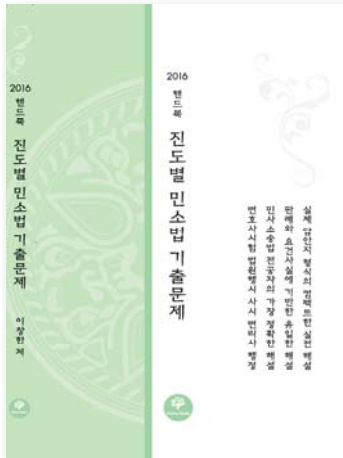 2016
핸드북
진도별 민소법 기출문제
이창한 저
2016
핸드북
진도별 민소법 기출문제
실제 답안지 형식의 컴팩트한 실전 해설
판례와 요건사실에 기반한 유일한 해설
민사소송법 전공자의 가장 정확한 해설
변호사시험 법원행시 사시 변리사 행정